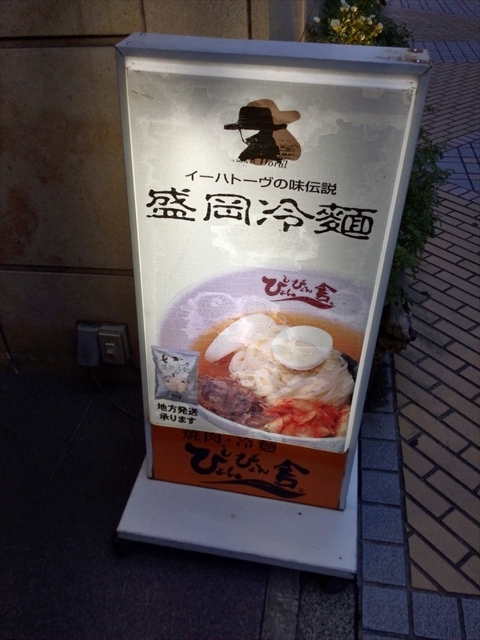 イーハトーヴの味伝説
盛岡冷麺
ぴょんぴょん舎
地方発送
承ります
焼肉・冷麺
ぴょんぴょん舎